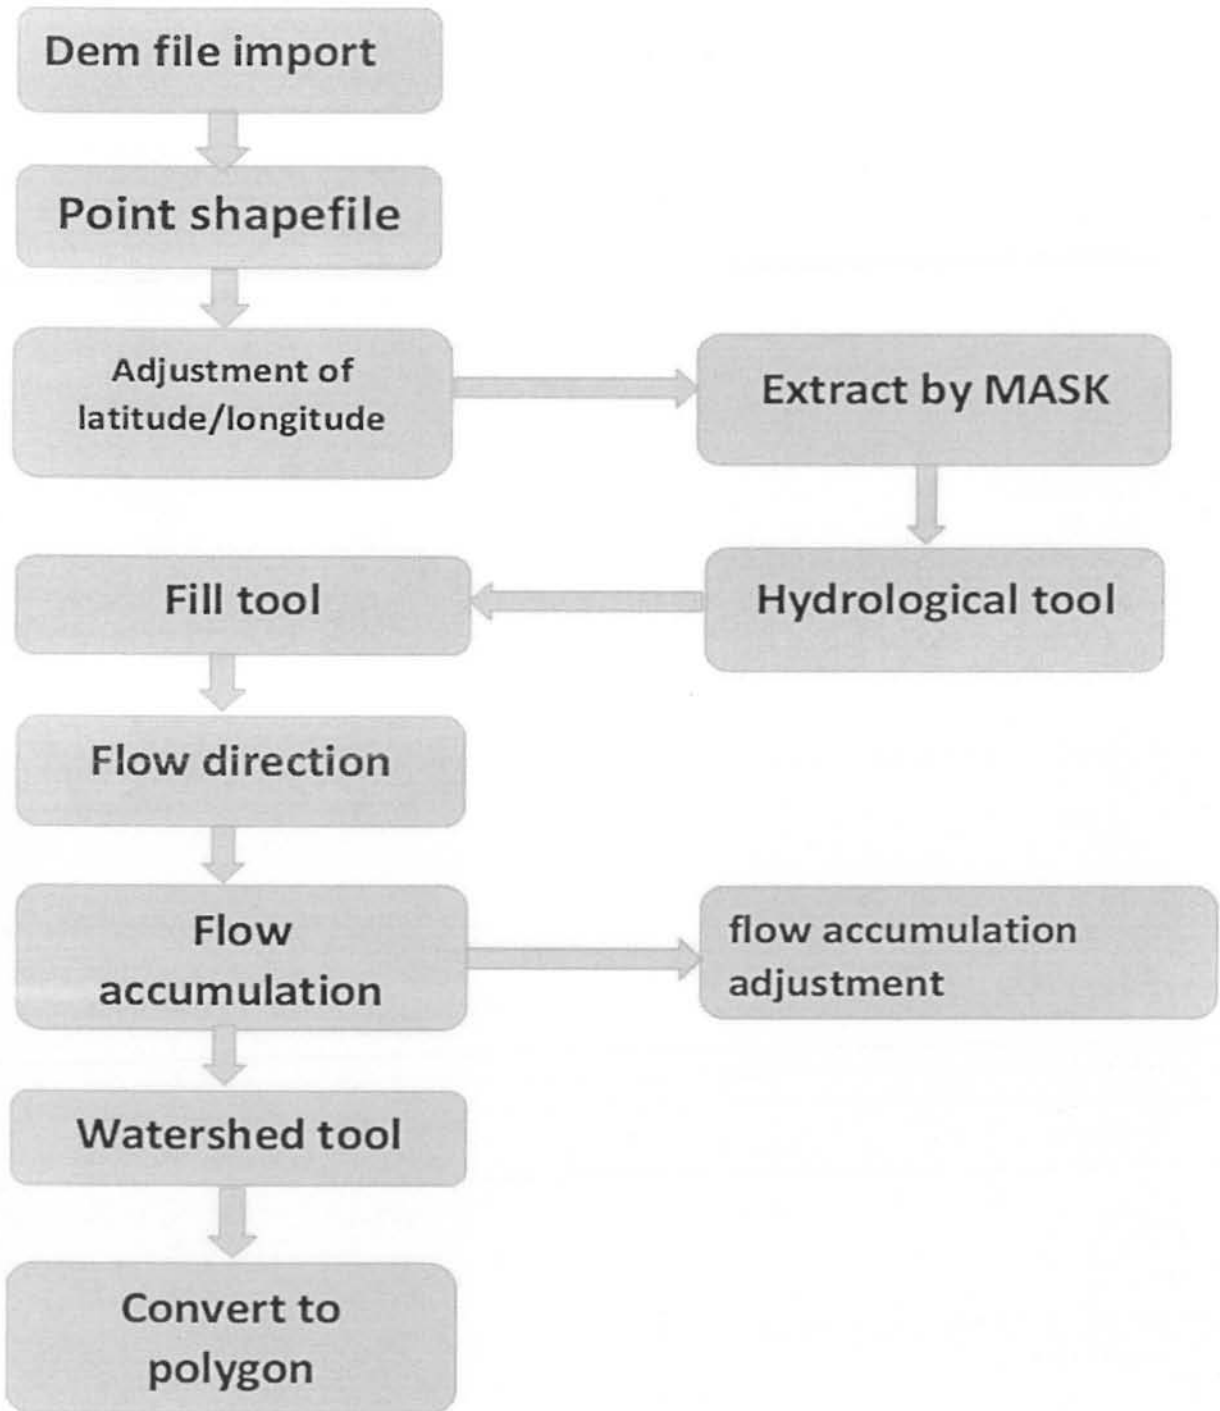 Dem file import
Point shapefile
Adjustment of
latitude/longitude
Extract by MASK
Hydrological tool
Fill tool
Flow direction
Flow
accumulation
flow accumulation
adjustment
Watershed tool
Convert to
polygon